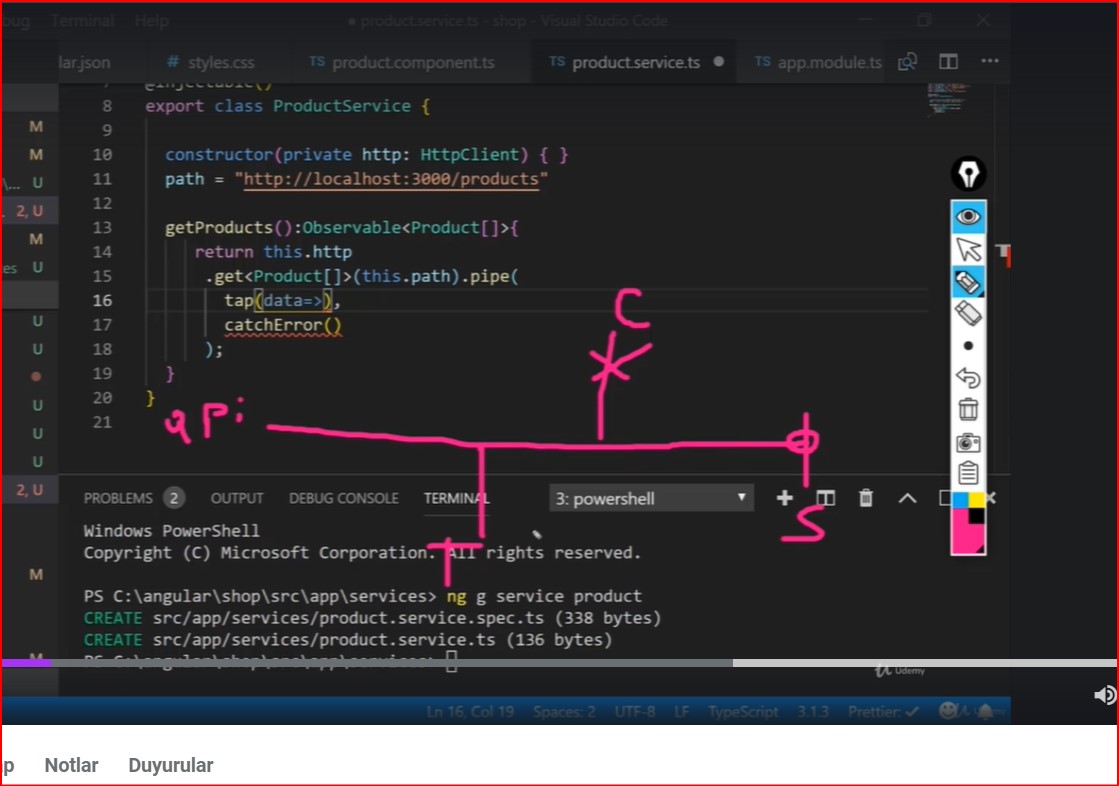 bug Terminal Help ● product.service.ts - shop - Visual Studio Code
lar.json # styles.css TS product.component.ts TS product.service.ts ● TS app.module.ts ...
7 @Injectable()
8 export class ProductService {
9
10 constructor(private http: HttpClient) { }
11 path = "http://localhost:3000/products"
12
13 getProducts():Observable<Product[]>{
14 return this.http
15 .get<Product[]>(this.path).pipe(
16 tap(data=>),
17 catchError()
18 );
19 }
20 }
21
M
M
\... U
2, U
M
es U
U
U
U
U
U
2, U
M
M
C
api
T
S
PROBLEMS 2 OUTPUT DEBUG CONSOLE TERMINAL 3: powershell
Windows PowerShell
Copyright (C) Microsoft Corporation. All rights reserved.
PS C:\angular\shop\src\app\services> ng g service product
CREATE src/app/services/product.service.spec.ts (338 bytes)
CREATE src/app/services/product.service.ts (136 bytes)
PS C:\angular\shop\src\app\services>
Udemy
Ln 16, Col 19 Spaces: 2 UTF-8 LF TypeScript 3.1.3 Prettier: ✓
ap Notlar Duyurular